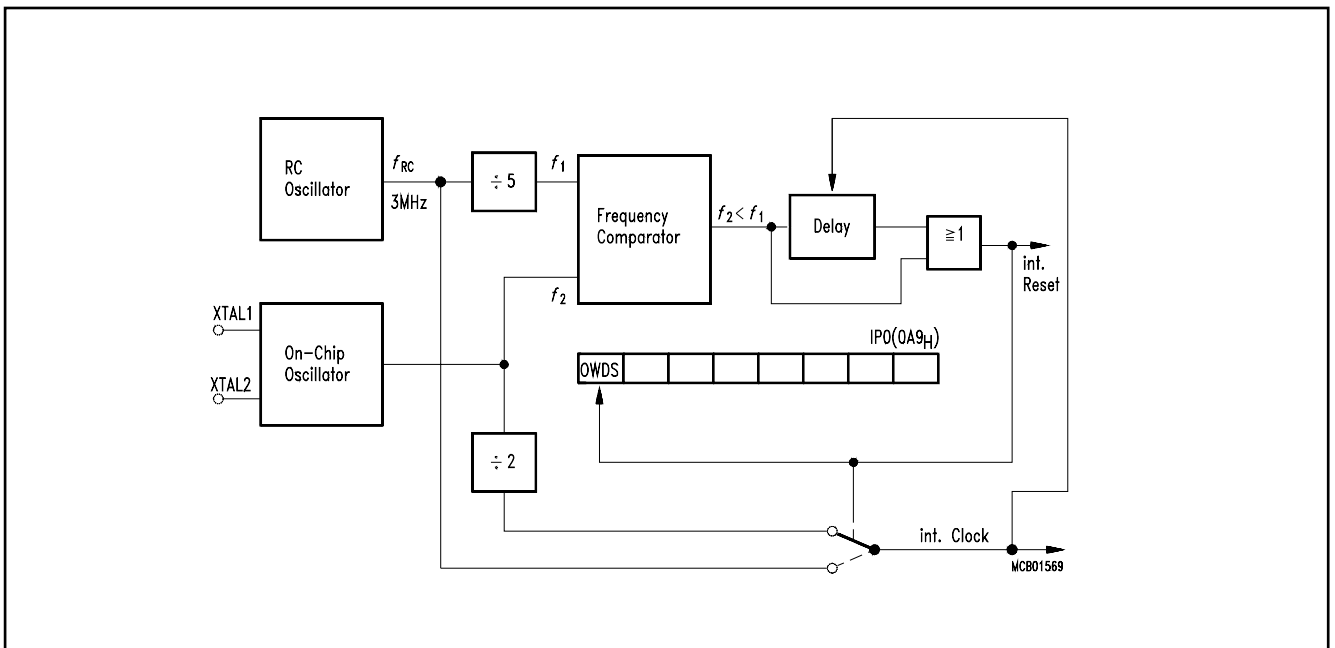 RC
Oscillator
fRC
3MHz
÷ 5
f1
Frequency
Comparator
f2 < f1
Delay
≥1
int.
Reset
XTAL1
XTAL2
On-Chip
Oscillator
f2
IP0(0A9H)
OWDS
÷ 2
int. Clock
MCB01569